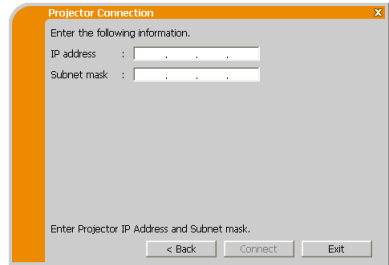 Projector Connection x
Enter the following information.
IP address : . . .
Subnet mask : . . .
Enter Projector IP Address and Subnet mask.
< Back Connect Exit